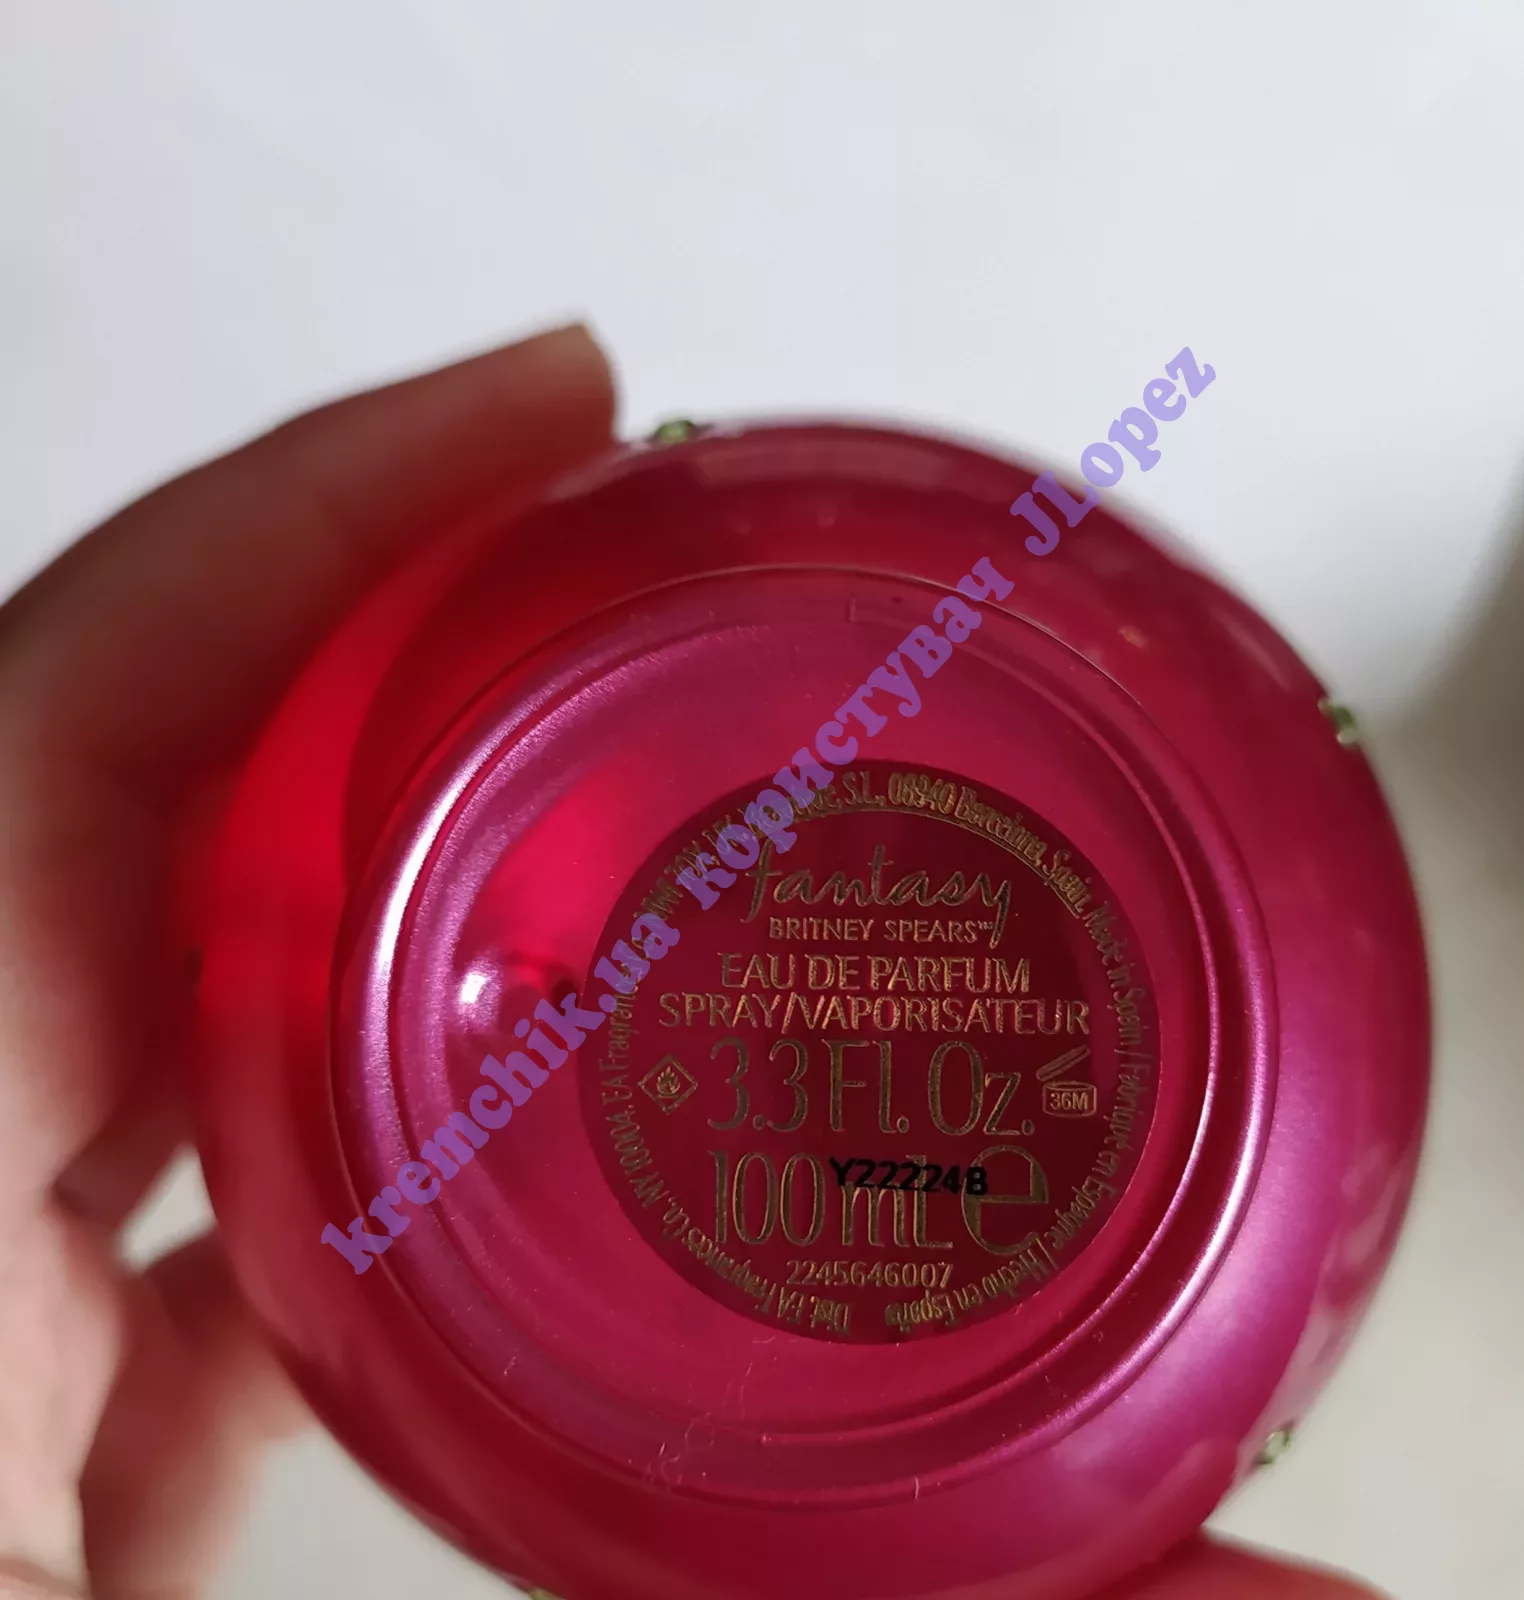 fantasy
BRITNEY SPEARS™
EAU DE PARFUM
SPRAY/VAPORISATEUR
3.3 Fl. Oz.
36M
100 mL e
Y22224B
2245646007
Dist. EA Fragrances Co. NY 10004. EA Fragrances
S.L., 08940 Barcelona, Spain. Made in Spain / Fabriqué en Espagne / Hecho en España
kremchik.ua користувач JLopez